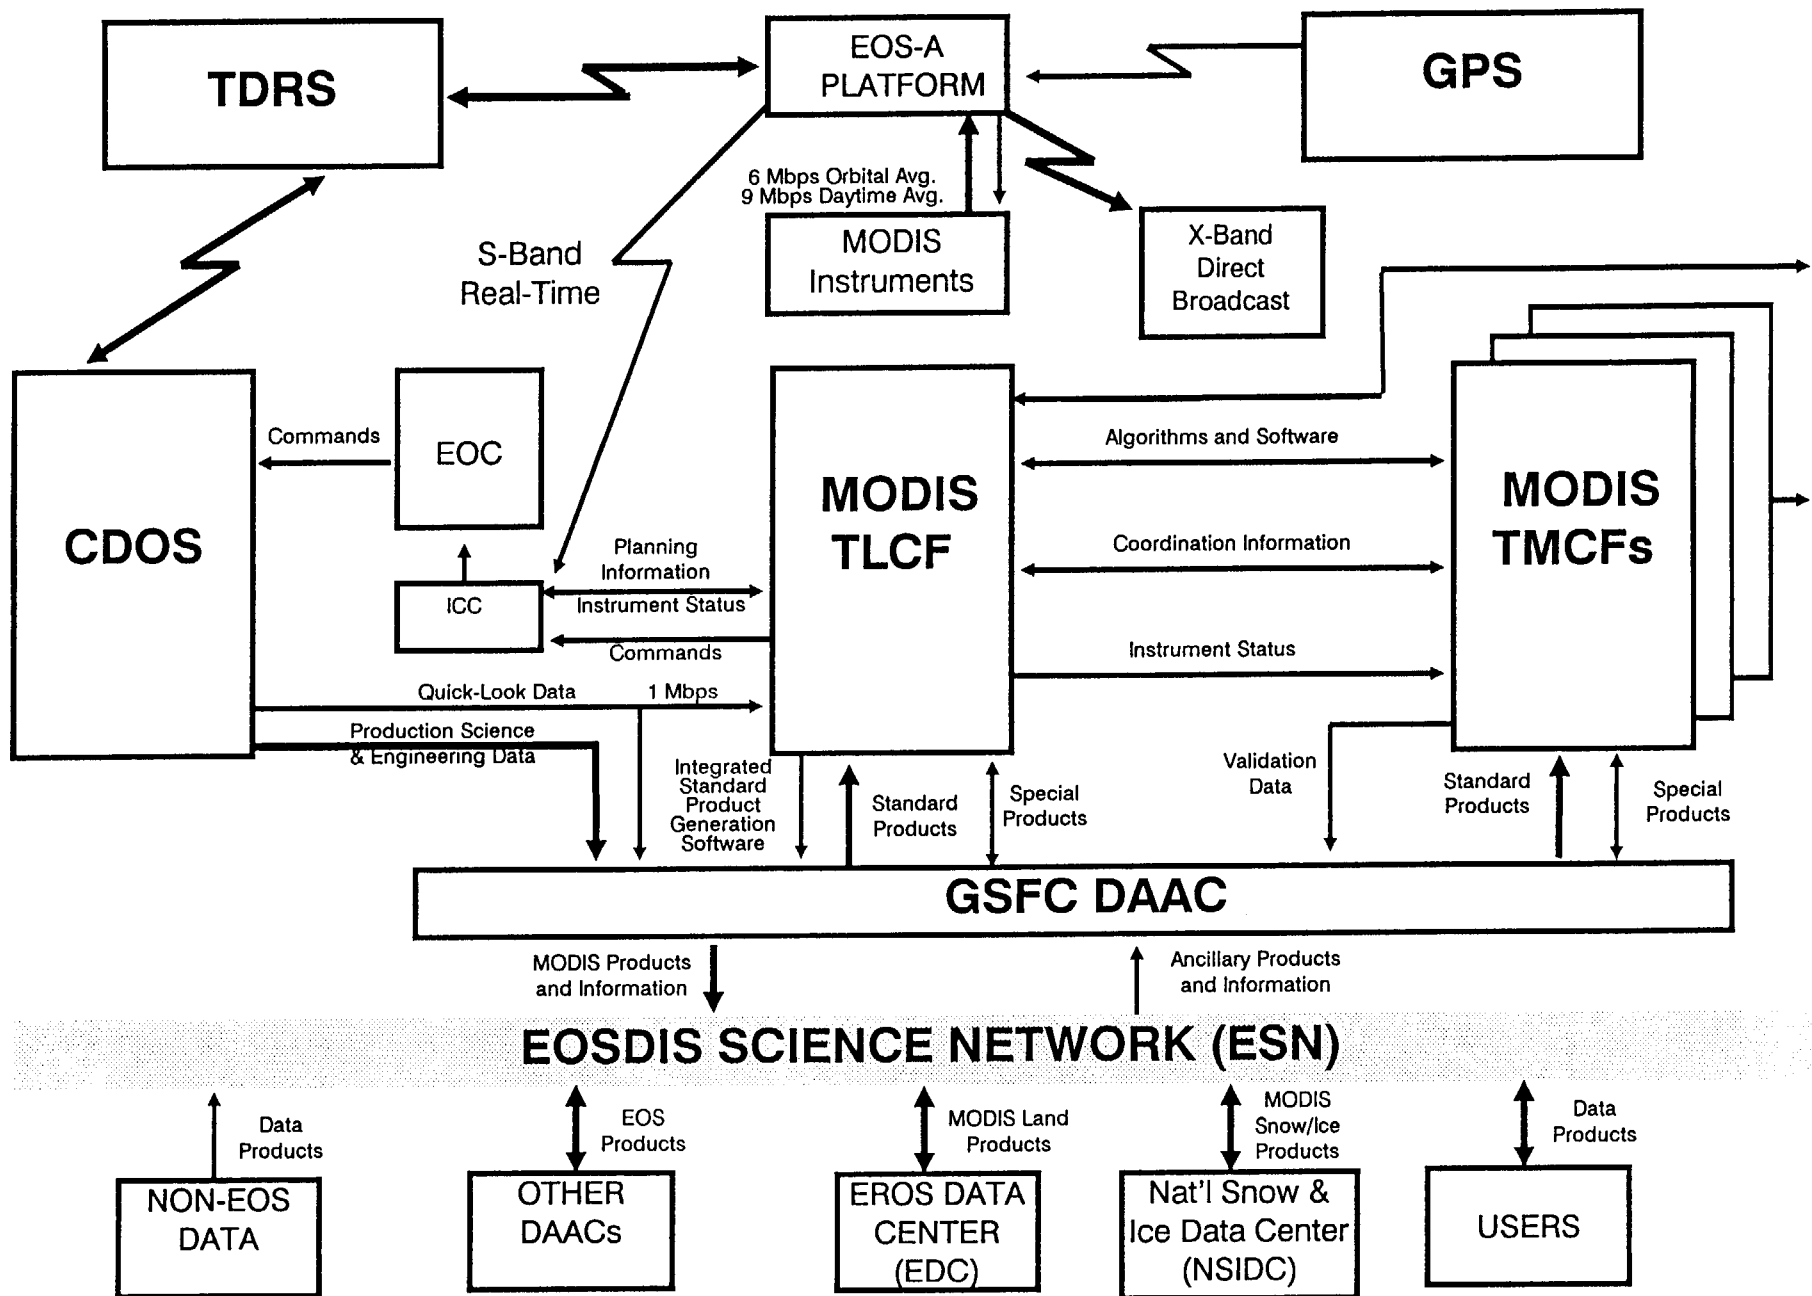 TDRS
EOS-A
PLATFORM
GPS
6 Mbps Orbital Avg.
9 Mbps Daytime Avg.
MODIS
Instruments
X-Band
Direct
Broadcast
S-Band
Real-Time
CDOS
Commands
EOC
ICC
Planning
Information
Instrument Status
Commands
MODIS
TLCF
Algorithms and Software
Coordination Information
Instrument Status
MODIS
TMCFs
Quick-Look Data 1 Mbps
Production Science
& Engineering Data
Integrated
Standard
Product
Generation
Software
Standard
Products
Special
Products
Validation
Data
Standard
Products
Special
Products
GSFC DAAC
MODIS Products
and Information
Ancillary Products
and Information
EOSDIS SCIENCE NETWORK (ESN)
Data
Products
EOS
Products
MODIS Land
Products
MODIS
Snow/Ice
Products
Data
Products
NON-EOS
DATA
OTHER
DAACs
EROS DATA
CENTER
(EDC)
Nat'l Snow &
Ice Data Center
(NSIDC)
USERS